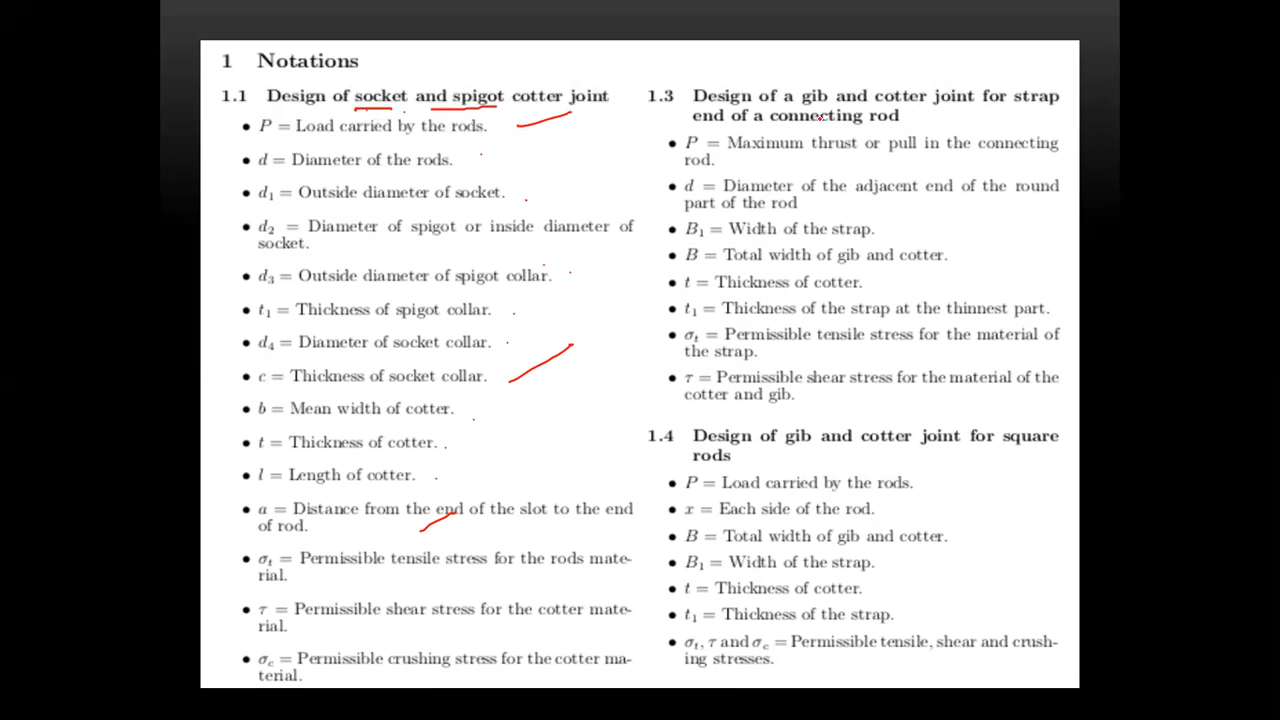 1 Notations
1.1 Design of socket and spigot cotter joint
• P = Load carried by the rods.
• d = Diameter of the rods.
• d₁ = Outside diameter of socket.
• d₂ = Diameter of spigot or inside diameter of
socket.
• d₃ = Outside diameter of spigot collar.
• t₁ = Thickness of spigot collar.
• d₄ = Diameter of socket collar.
• c = Thickness of socket collar.
• b = Mean width of cotter.
• t = Thickness of cotter.
• l = Length of cotter.
• a = Distance from the end of the slot to the end
of rod.
• σₜ = Permissible tensile stress for the rods mate-
rial.
• τ = Permissible shear stress for the cotter mate-
rial.
• σ꜀ = Permissible crushing stress for the cotter ma-
terial.
1.3 Design of a gib and cotter joint for strap
end of a connecting rod
• P = Maximum thrust or pull in the connecting
rod.
• d = Diameter of the adjacent end of the round
part of the rod
• B₁ = Width of the strap.
• B = Total width of gib and cotter.
• t = Thickness of cotter.
• t₁ = Thickness of the strap at the thinnest part.
• σₜ = Permissible tensile stress for the material of
the strap.
• τ = Permissible shear stress for the material of the
cotter and gib.
1.4 Design of gib and cotter joint for square
rods
• P = Load carried by the rods.
• x = Each side of the rod.
• B = Total width of gib and cotter.
• B₁ = Width of the strap.
• t = Thickness of cotter.
• t₁ = Thickness of the strap.
• σₜ, τ and σ꜀ = Permissible tensile, shear and crush-
ing stresses.